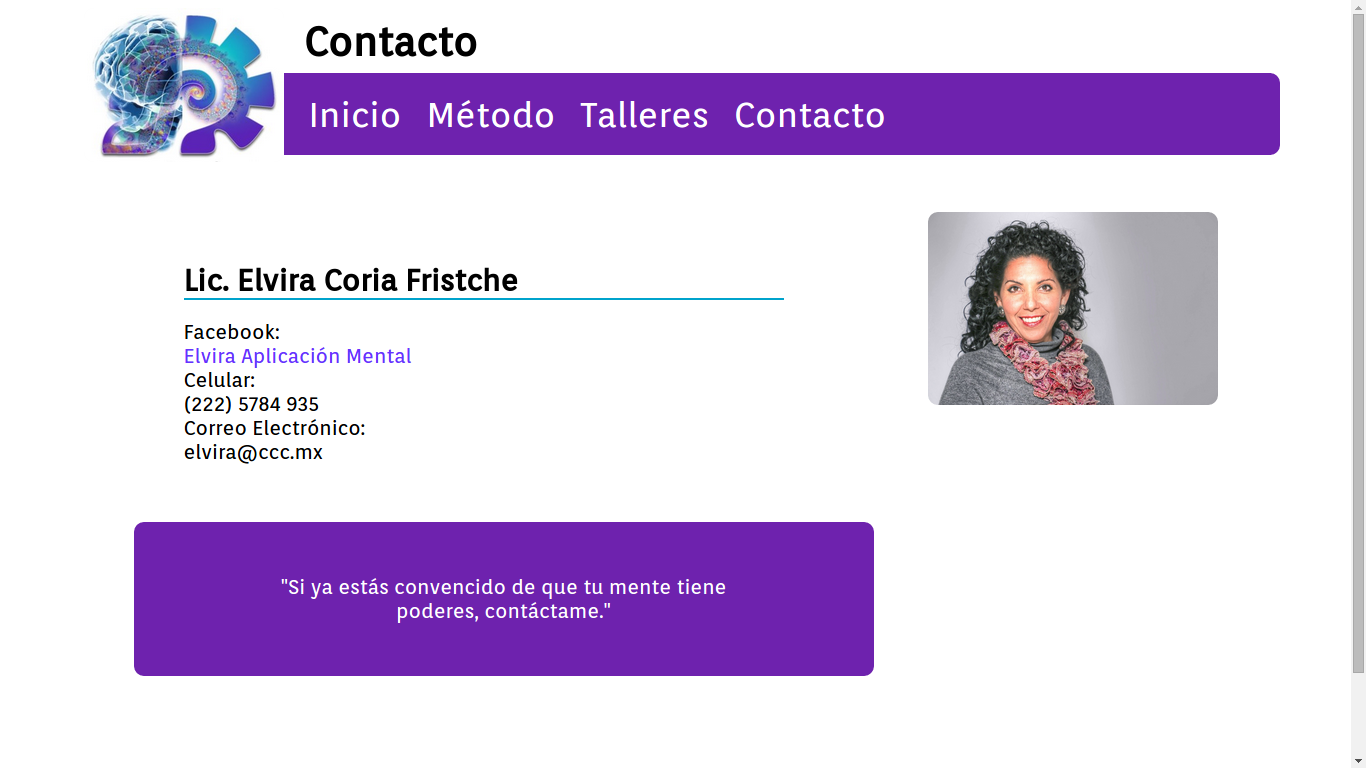 Contacto
Inicio Método Talleres Contacto
Lic. Elvira Coria Fristche
Facebook:
Elvira Aplicación Mental
Celular:
(222) 5784 935
Correo Electrónico:
elvira@ccc.mx
"Si ya estás convencido de que tu mente tiene
poderes, contáctame."